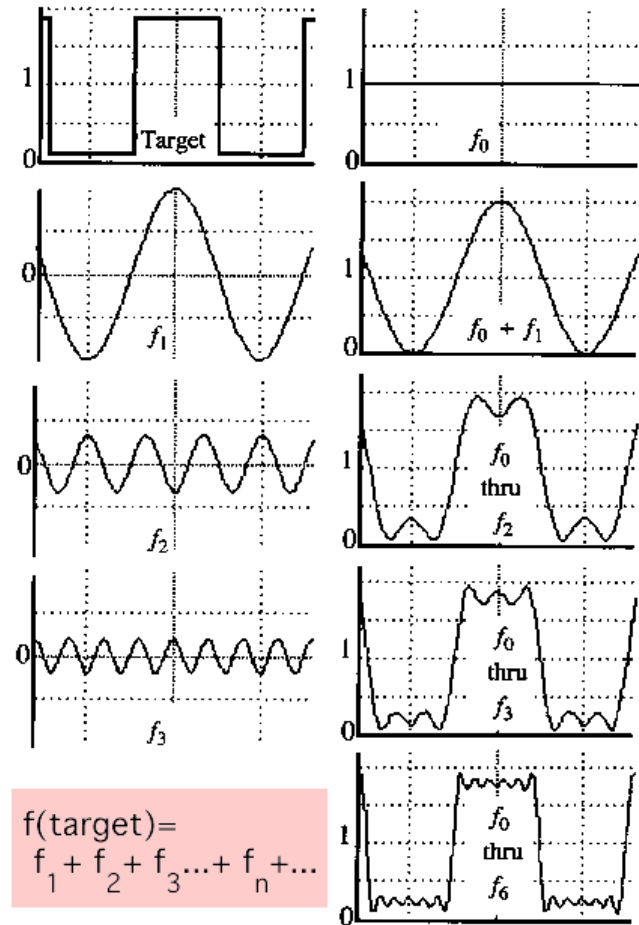 1
0
Target
1
0
f0
0
f1
1
0
f0 + f1
0
f2
1
0
f0
thru
f2
0
f3
1
0
f0
thru
f3
f(target)=
f1 + f2 + f3...+ fn+...
1
0
f0
thru
f6